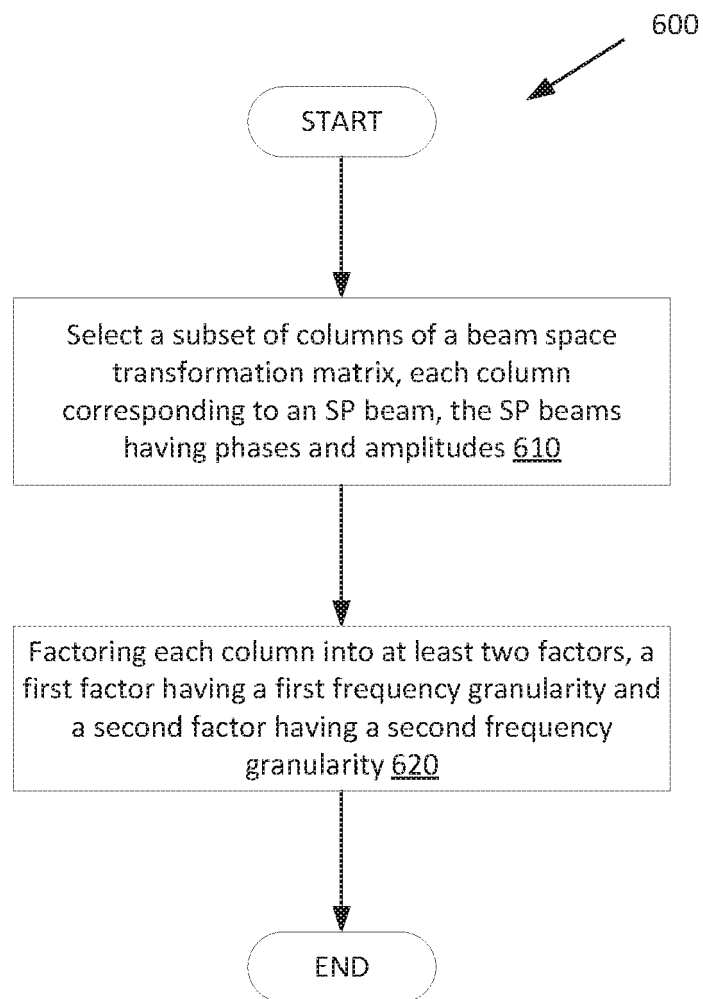 600
START
Select a subset of columns of a beam space
transformation matrix, each column
corresponding to an SP beam, the SP beams
having phases and amplitudes 610
Factoring each column into at least two factors, a
first factor having a first frequency granularity and
a second factor having a second frequency
granularity 620
END